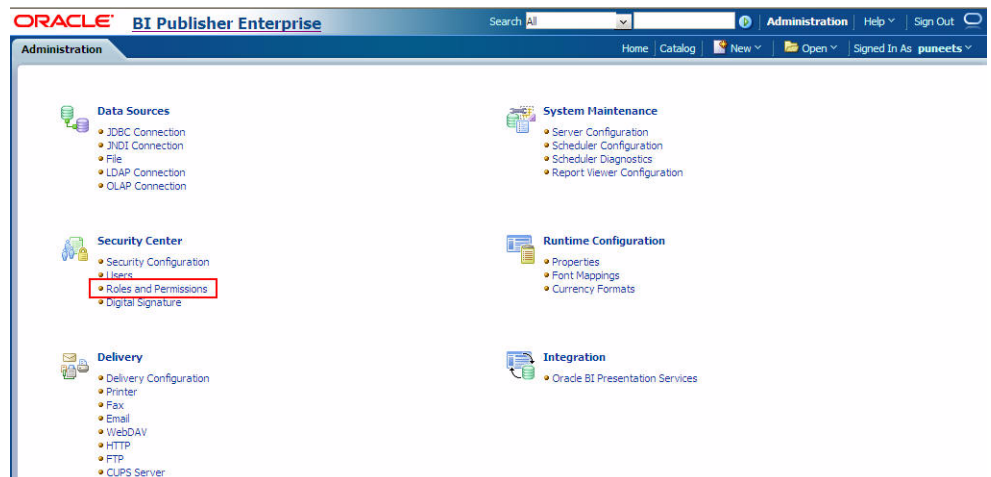 ORACLE® BI Publisher Enterprise
Search All
Administration | Help | Sign Out
Administration
Home | Catalog | New | Open | Signed In As puneets
Data Sources
JDBC Connection
JNDI Connection
File
LDAP Connection
OLAP Connection
System Maintenance
Server Configuration
Scheduler Configuration
Scheduler Diagnostics
Report Viewer Configuration
Security Center
Security Configuration
Users
Roles and Permissions
Digital Signature
Runtime Configuration
Properties
Font Mappings
Currency Formats
Delivery
Delivery Configuration
Printer
Fax
Email
WebDAV
HTTP
FTP
CUPS Server
Integration
Oracle BI Presentation Services